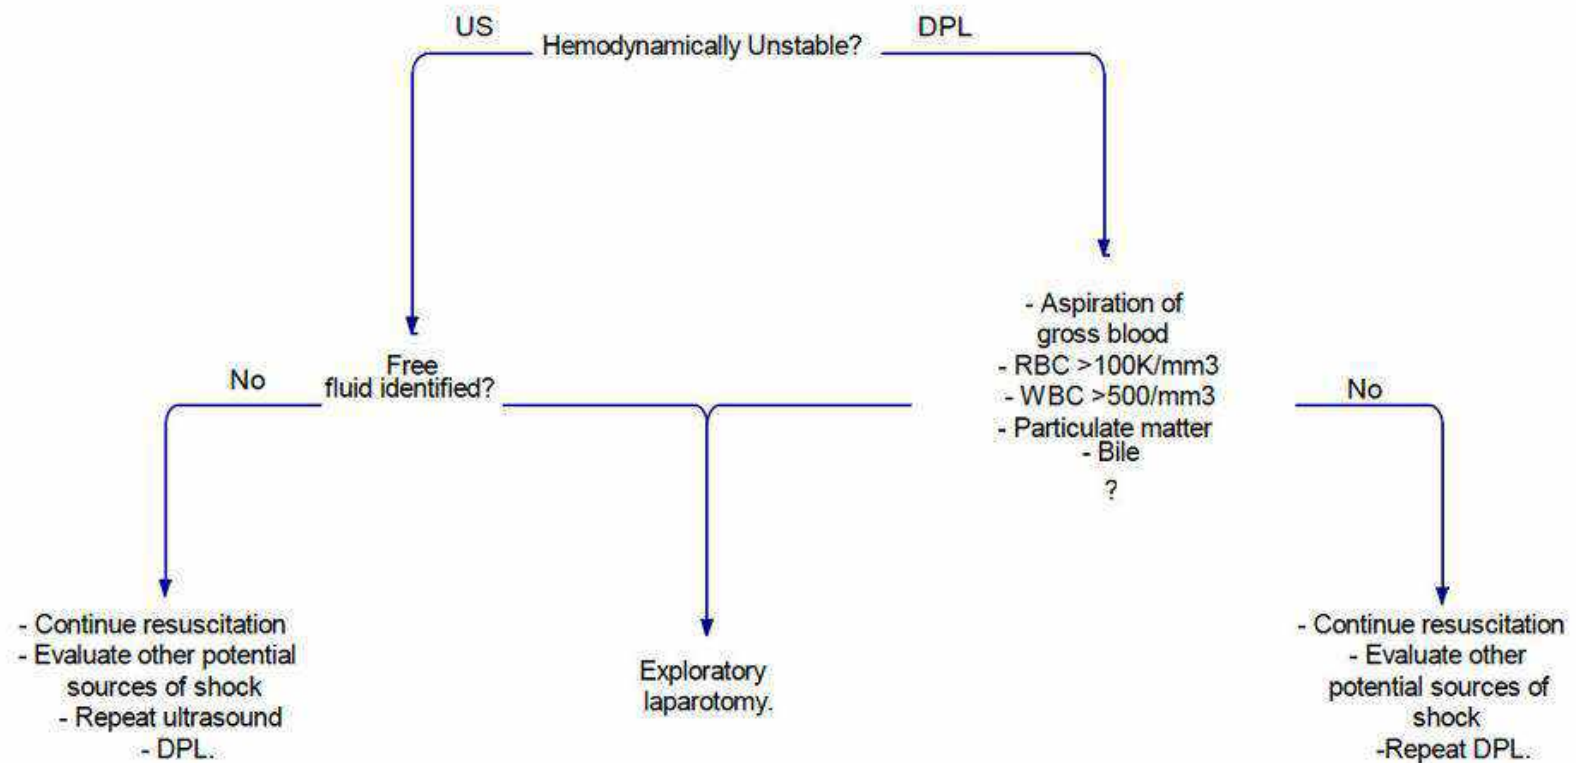 US
Hemodynamically Unstable?
DPL
- Aspiration of
gross blood
- RBC >100K/mm3
- WBC >500/mm3
- Particulate matter
- Bile
?
Free
fluid identified?
No
No
- Continue resuscitation
- Evaluate other potential
sources of shock
- Repeat ultrasound
- DPL.
Exploratory
laparotomy.
- Continue resuscitation
- Evaluate other
potential sources of
shock
-Repeat DPL.